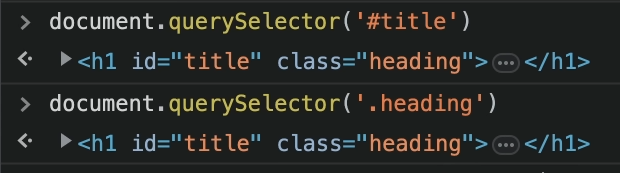 > document.querySelector('#title')
<h1 id="title" class="heading">…</h1>
> document.querySelector('.heading')
<h1 id="title" class="heading">…</h1>